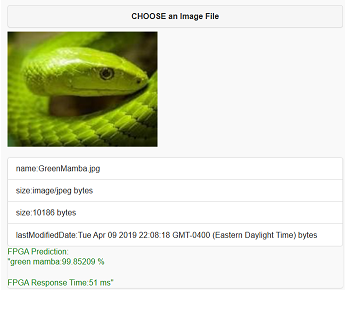 CHOOSE an Image File
name:GreenMamba.jpg
size:image/jpeg bytes
size:10186 bytes
lastModifiedDate:Tue Apr 09 2019 22:08:18 GMT-0400 (Eastern Daylight Time) bytes
FPGA Prediction:
"green mamba:99.85209 %
FPGA Response Time:51 ms"